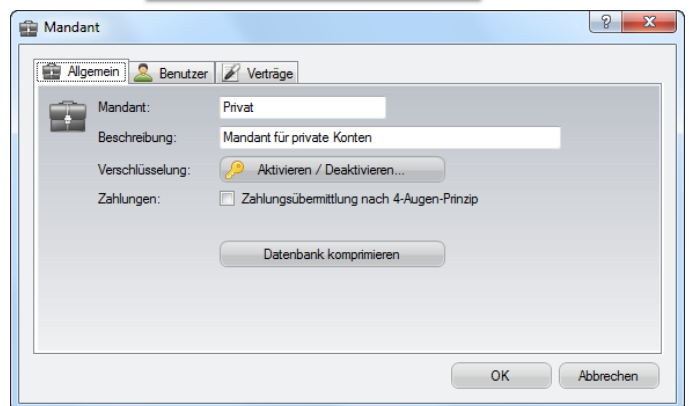 Mandant
Allgemein Benutzer Verträge
Mandant: Privat
Beschreibung: Mandant für private Konten
Verschlüsselung: Aktivieren / Deaktivieren...
Zahlungen: Zahlungsübermittlung nach 4-Augen-Prinzip
Datenbank komprimieren
OK Abbrechen